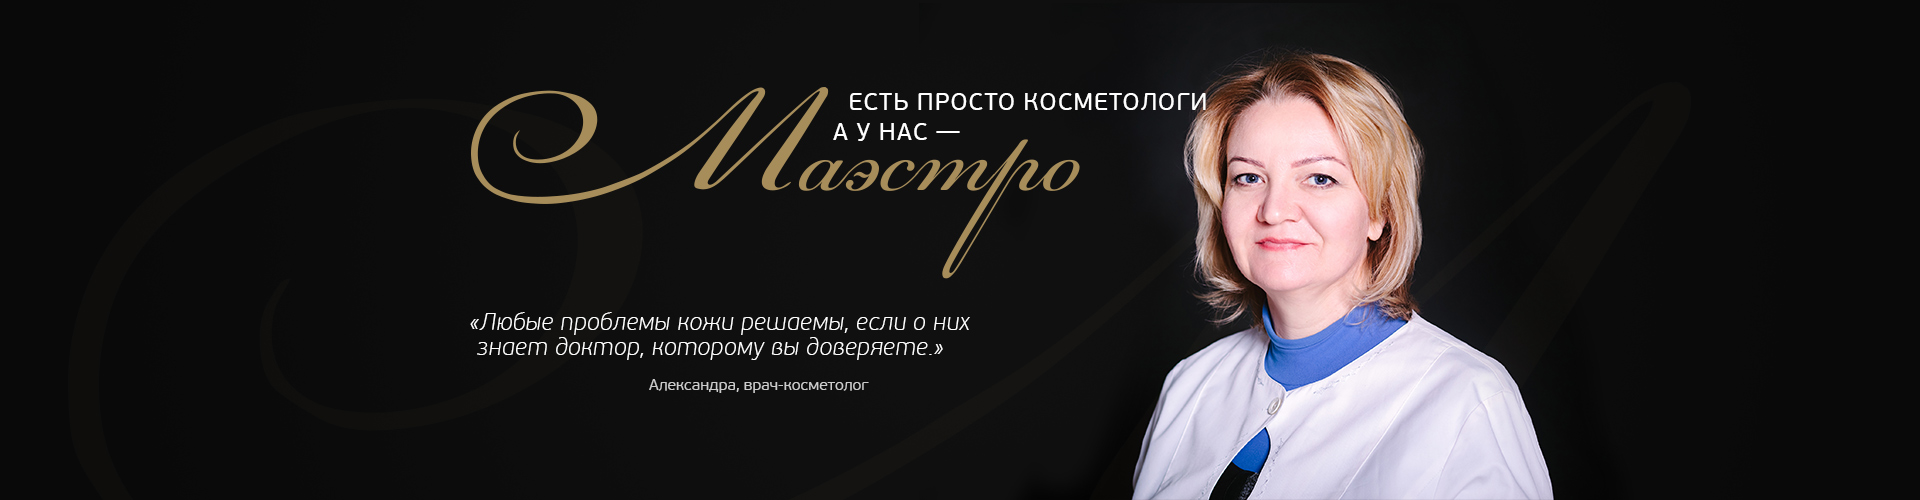 ЕСТЬ ПРОСТО КОСМЕТОЛОГИ
А У НАС —
Маэстро
«Любые проблемы кожи решаемы, если о них
знает доктор, которому вы доверяете.»
Александра, врач-косметолог